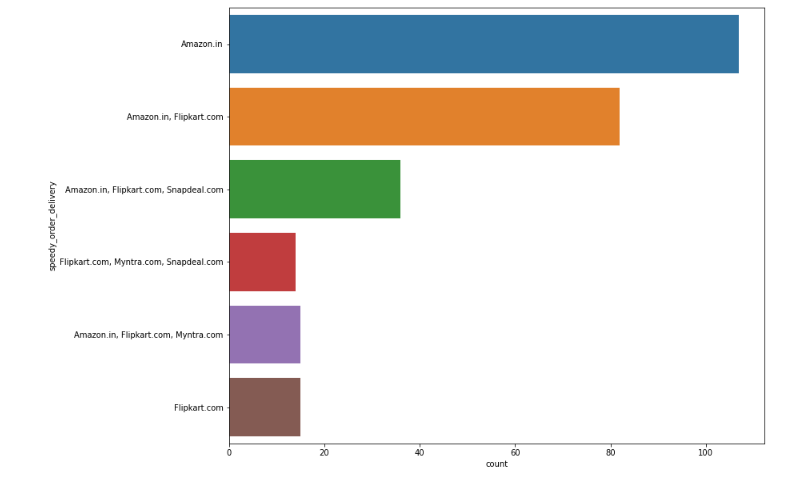 speedy_order_delivery
Amazon.in
Amazon.in, Flipkart.com
Amazon.in, Flipkart.com, Snapdeal.com
Flipkart.com, Myntra.com, Snapdeal.com
Amazon.in, Flipkart.com, Myntra.com
Flipkart.com
0 20 40 60 80 100
count